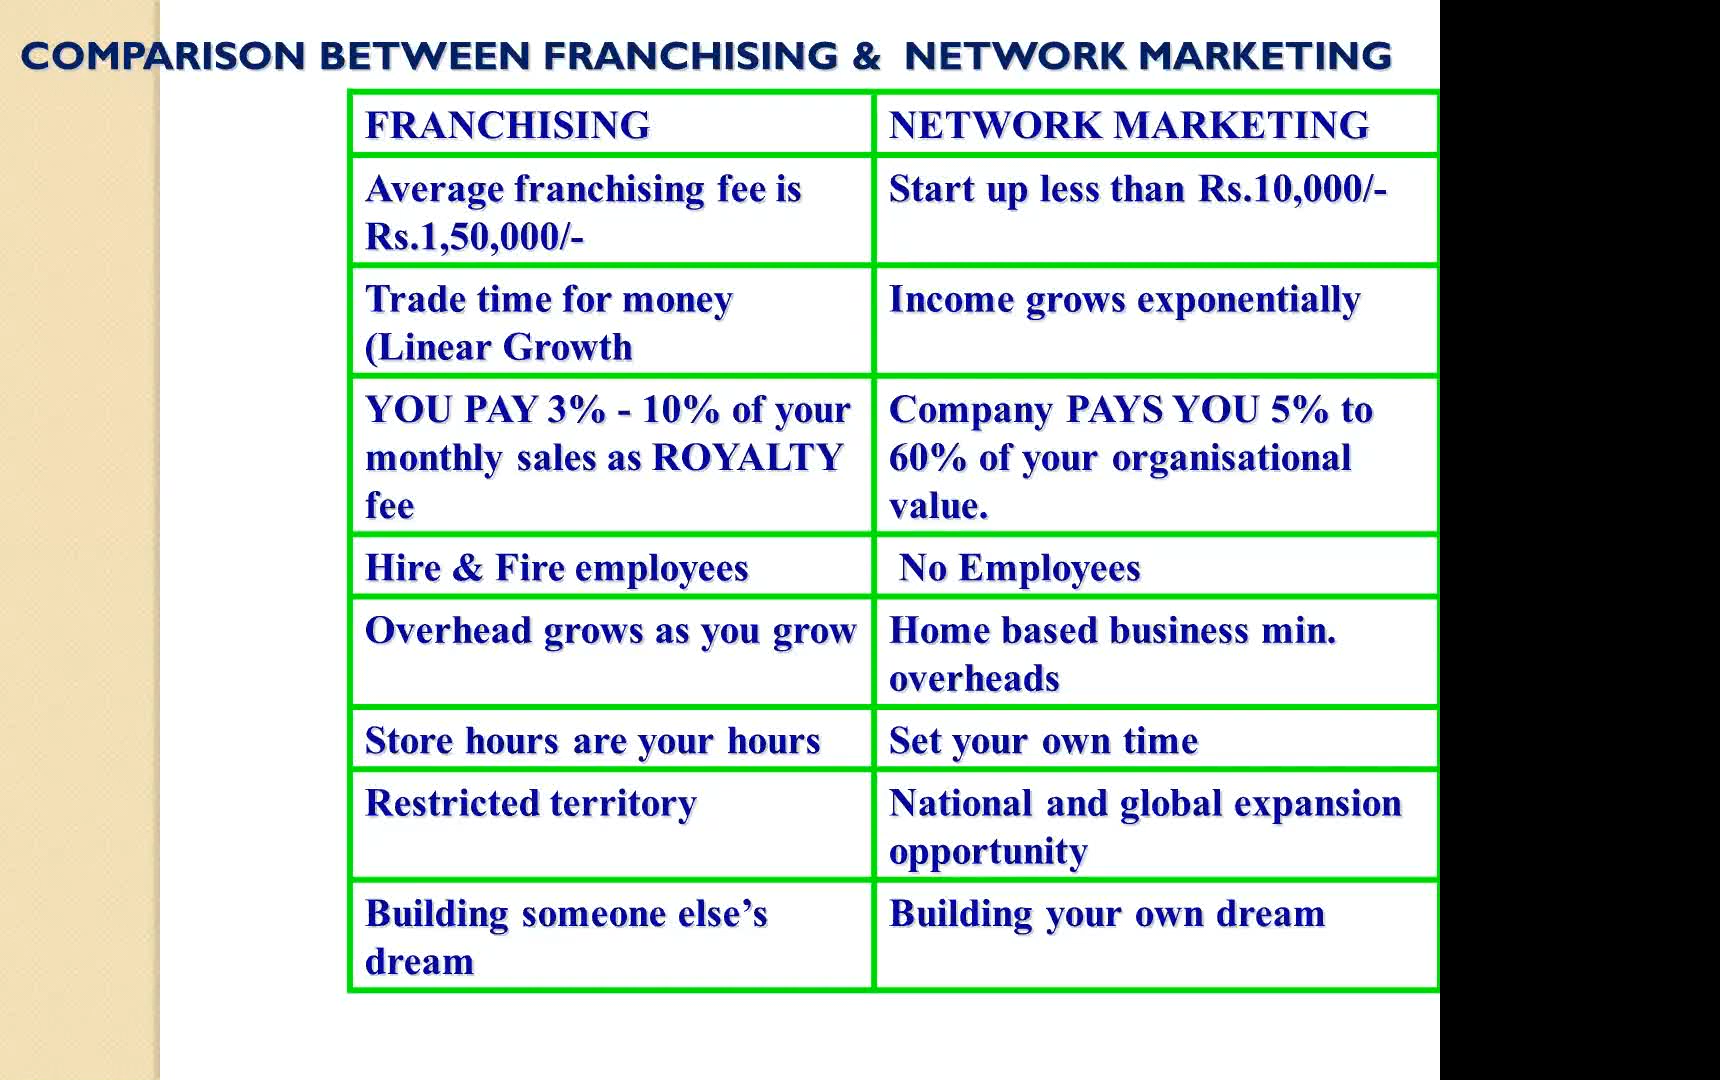 COMPARISON BETWEEN FRANCHISING & NETWORK MARKETING
FRANCHISING
NETWORK MARKETING
Average franchising fee is
Rs.1,50,000/-
Start up less than Rs.10,000/-
Trade time for money
(Linear Growth
Income grows exponentially
YOU PAY 3% - 10% of your
monthly sales as ROYALTY
fee
Company PAYS YOU 5% to
60% of your organisational
value.
Hire & Fire employees
No Employees
Overhead grows as you grow
Home based business min.
overheads
Store hours are your hours
Set your own time
Restricted territory
National and global expansion
opportunity
Building someone else’s
dream
Building your own dream